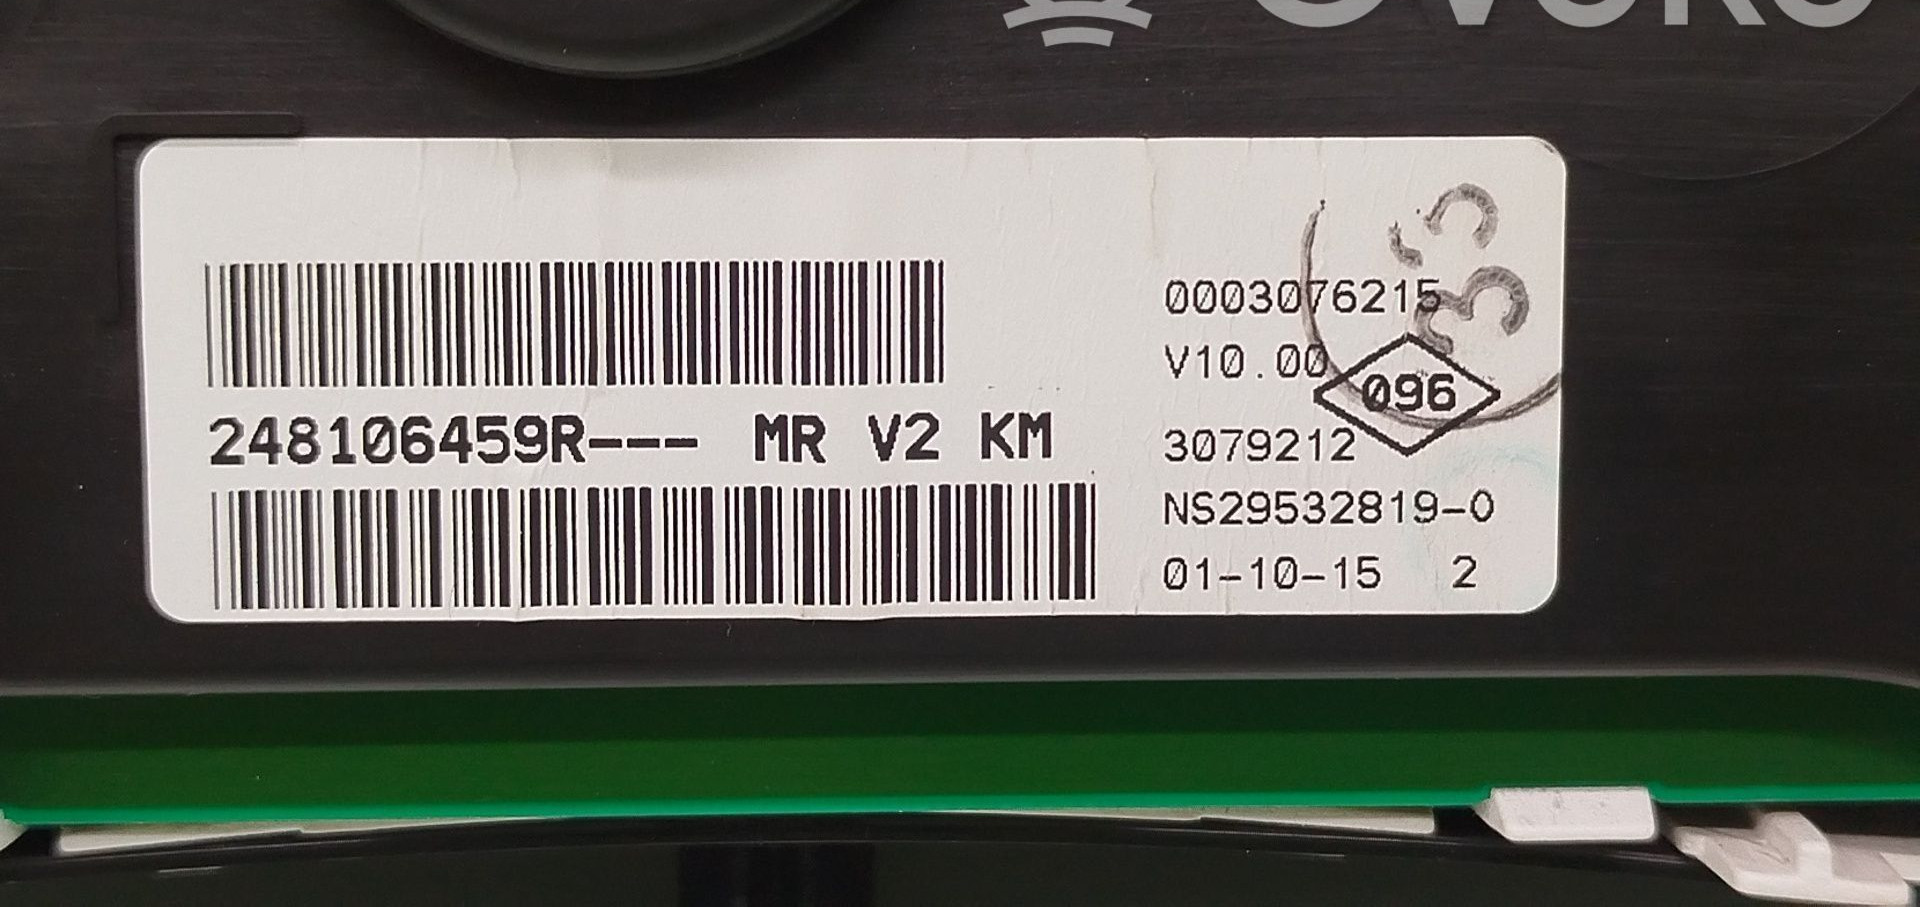 0003076215
V10.00
096
248106459R--- MR V2 KM
3079212
NS29532819-0
01-10-15 2